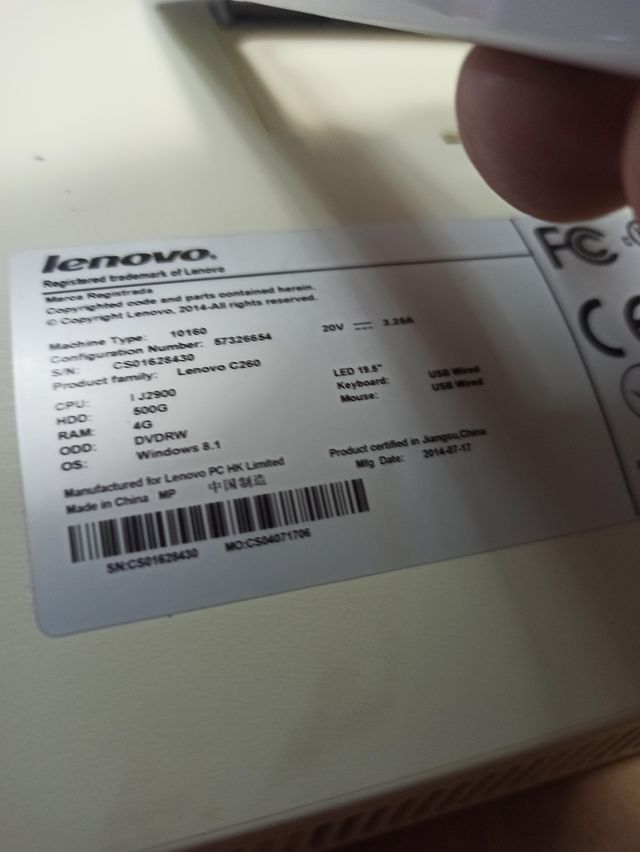 lenovo.
Registered trademark of Lenovo
Marca Registrada
Copyrighted code and parts contained herein.
© Copyright Lenovo, 2014-All rights reserved.
Machine Type: 10160
Configuration Number: 57326654
20V 3.25A
S/N: CS01628430
Product family: Lenovo C260
CPU: I J2900
HDD: 500G
RAM: 4G
ODD: DVDRW
OS: Windows 8.1
LED 19.5"
Keyboard: USB Wired
Mouse: USB Wired
Manufactured for Lenovo PC HK Limited
Made in China MP 中国制造
Product certified in Jiangsu,China
Mfg Date: 2014-07-17
SN:CS01628430 MO:CS04071706
FC
CE